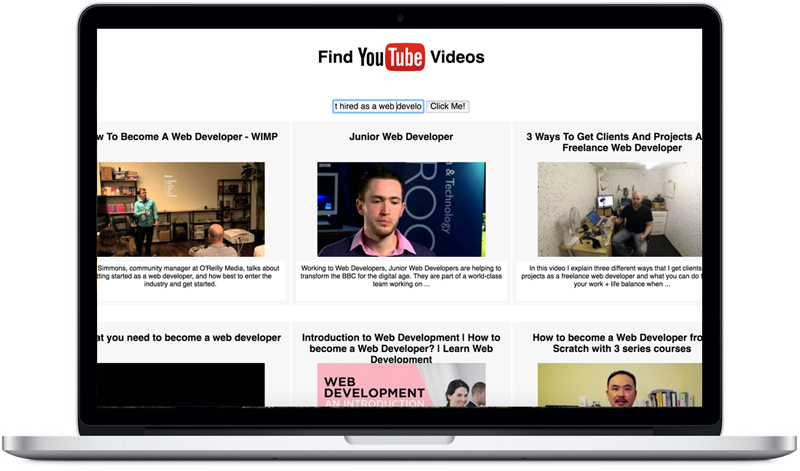 Find YouTube Videos
t hired as a web develo Click Me!
w To Become A Web Developer - WIMP
Junior Web Developer
3 Ways To Get Clients And Projects A
Freelance Web Developer
BBC
n & Technology
ROO
Simmons, community manager at O'Reilly Media, talks about
tting started as a web developer, and how best to enter the
industry and get started.
Working to Web Developers, Junior Web Developers are helping to
transform the BBC for the digital age. They are part of a world-class
team working on ...
In this video I explain three different ways that I get clients
projects as a freelance web developer and what you can do t
your work + life balance when ...
at you need to become a web developer
Introduction to Web Development | How to
become a Web Developer? | Learn Web
Development
How to become a Web Developer fro
Scratch with 3 series courses
WEB
DEVELOPMENT
AN INTRODUCTION